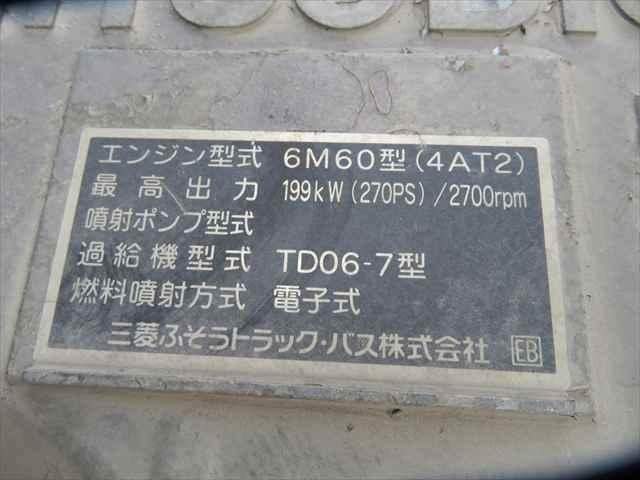 エンジン型式 6M60型(4AT2)
最高出力 199kW(270PS)/2700rpm
噴射ポンプ型式
過給機型式 TD06-7型
燃料噴射方式 電子式
三菱ふそうトラック・バス株式会社 EB